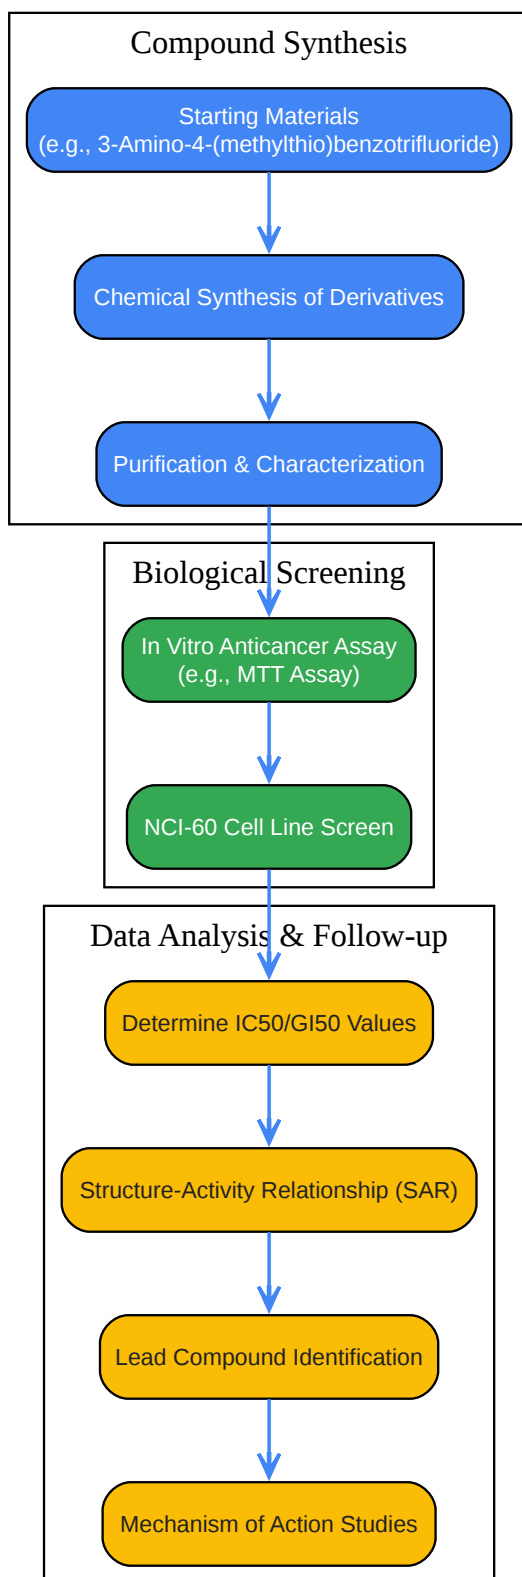 Compound Synthesis
Starting Materials
(e.g., 3-Amino-4-(methylthio)benzotrifluoride)
Chemical Synthesis of Derivatives
Purification & Characterization
Biological Screening
In Vitro Anticancer Assay
(e.g., MTT Assay)
NCI-60 Cell Line Screen
Data Analysis & Follow-up
Determine IC50/GI50 Values
Structure-Activity Relationship (SAR)
Lead Compound Identification
Mechanism of Action Studies